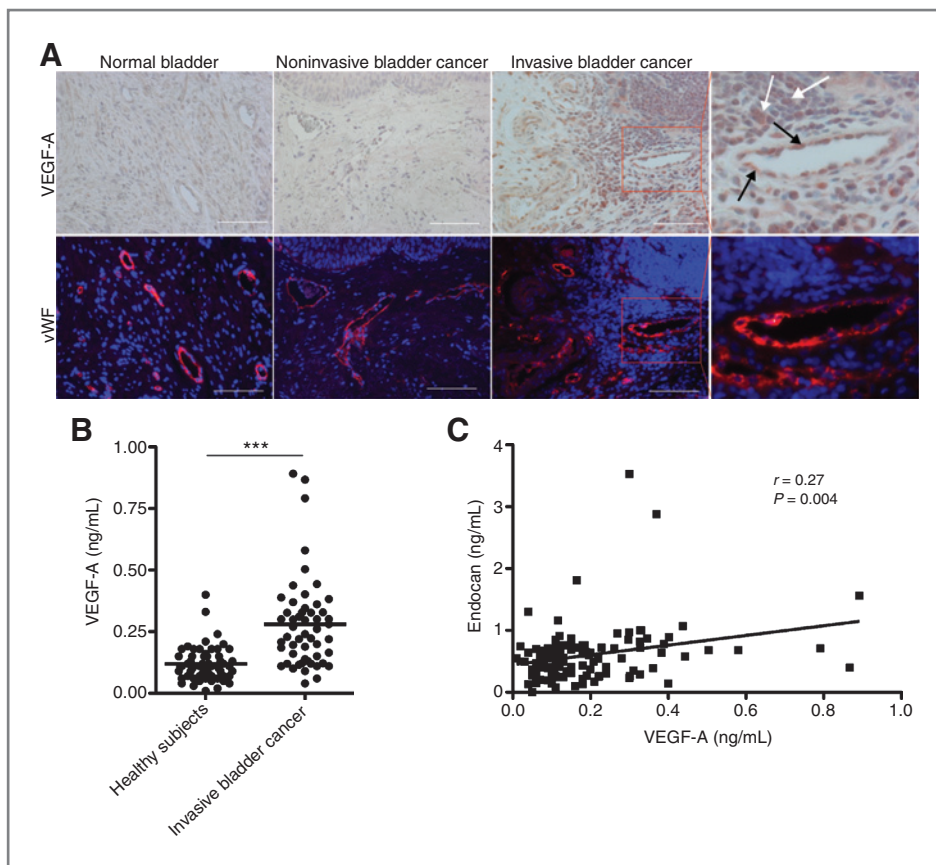 A
Normal bladder
Noninvasive bladder cancer
Invasive bladder cancer
VEGF-A
vWF
B
1.00
0.75
0.50
0.25
0.00
VEGF-A (ng/mL)
***
Healthy subjects
Invasive bladder cancer
C
4
3
2
1
0
Endocan (ng/mL)
r = 0.27
P = 0.004
0.0 0.2 0.4 0.6 0.8 1.0
VEGF-A (ng/mL)